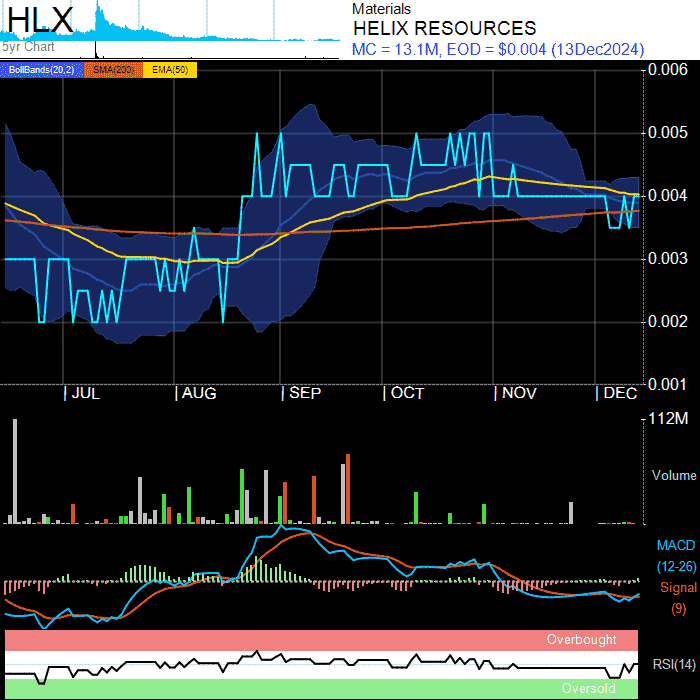 HLX
5yr Chart
Materials
HELIX RESOURCES
MC = 13.1M, EOD = $0.004 (13Dec2024)
BollBands(20,2) SMA(200) EMA(50)
0.006
0.005
0.004
0.003
0.002
0.001
JUL AUG SEP OCT NOV DEC
112M
Volume
MACD
(12-26)
Signal
(9)
Overbought
RSI(14)
Oversold